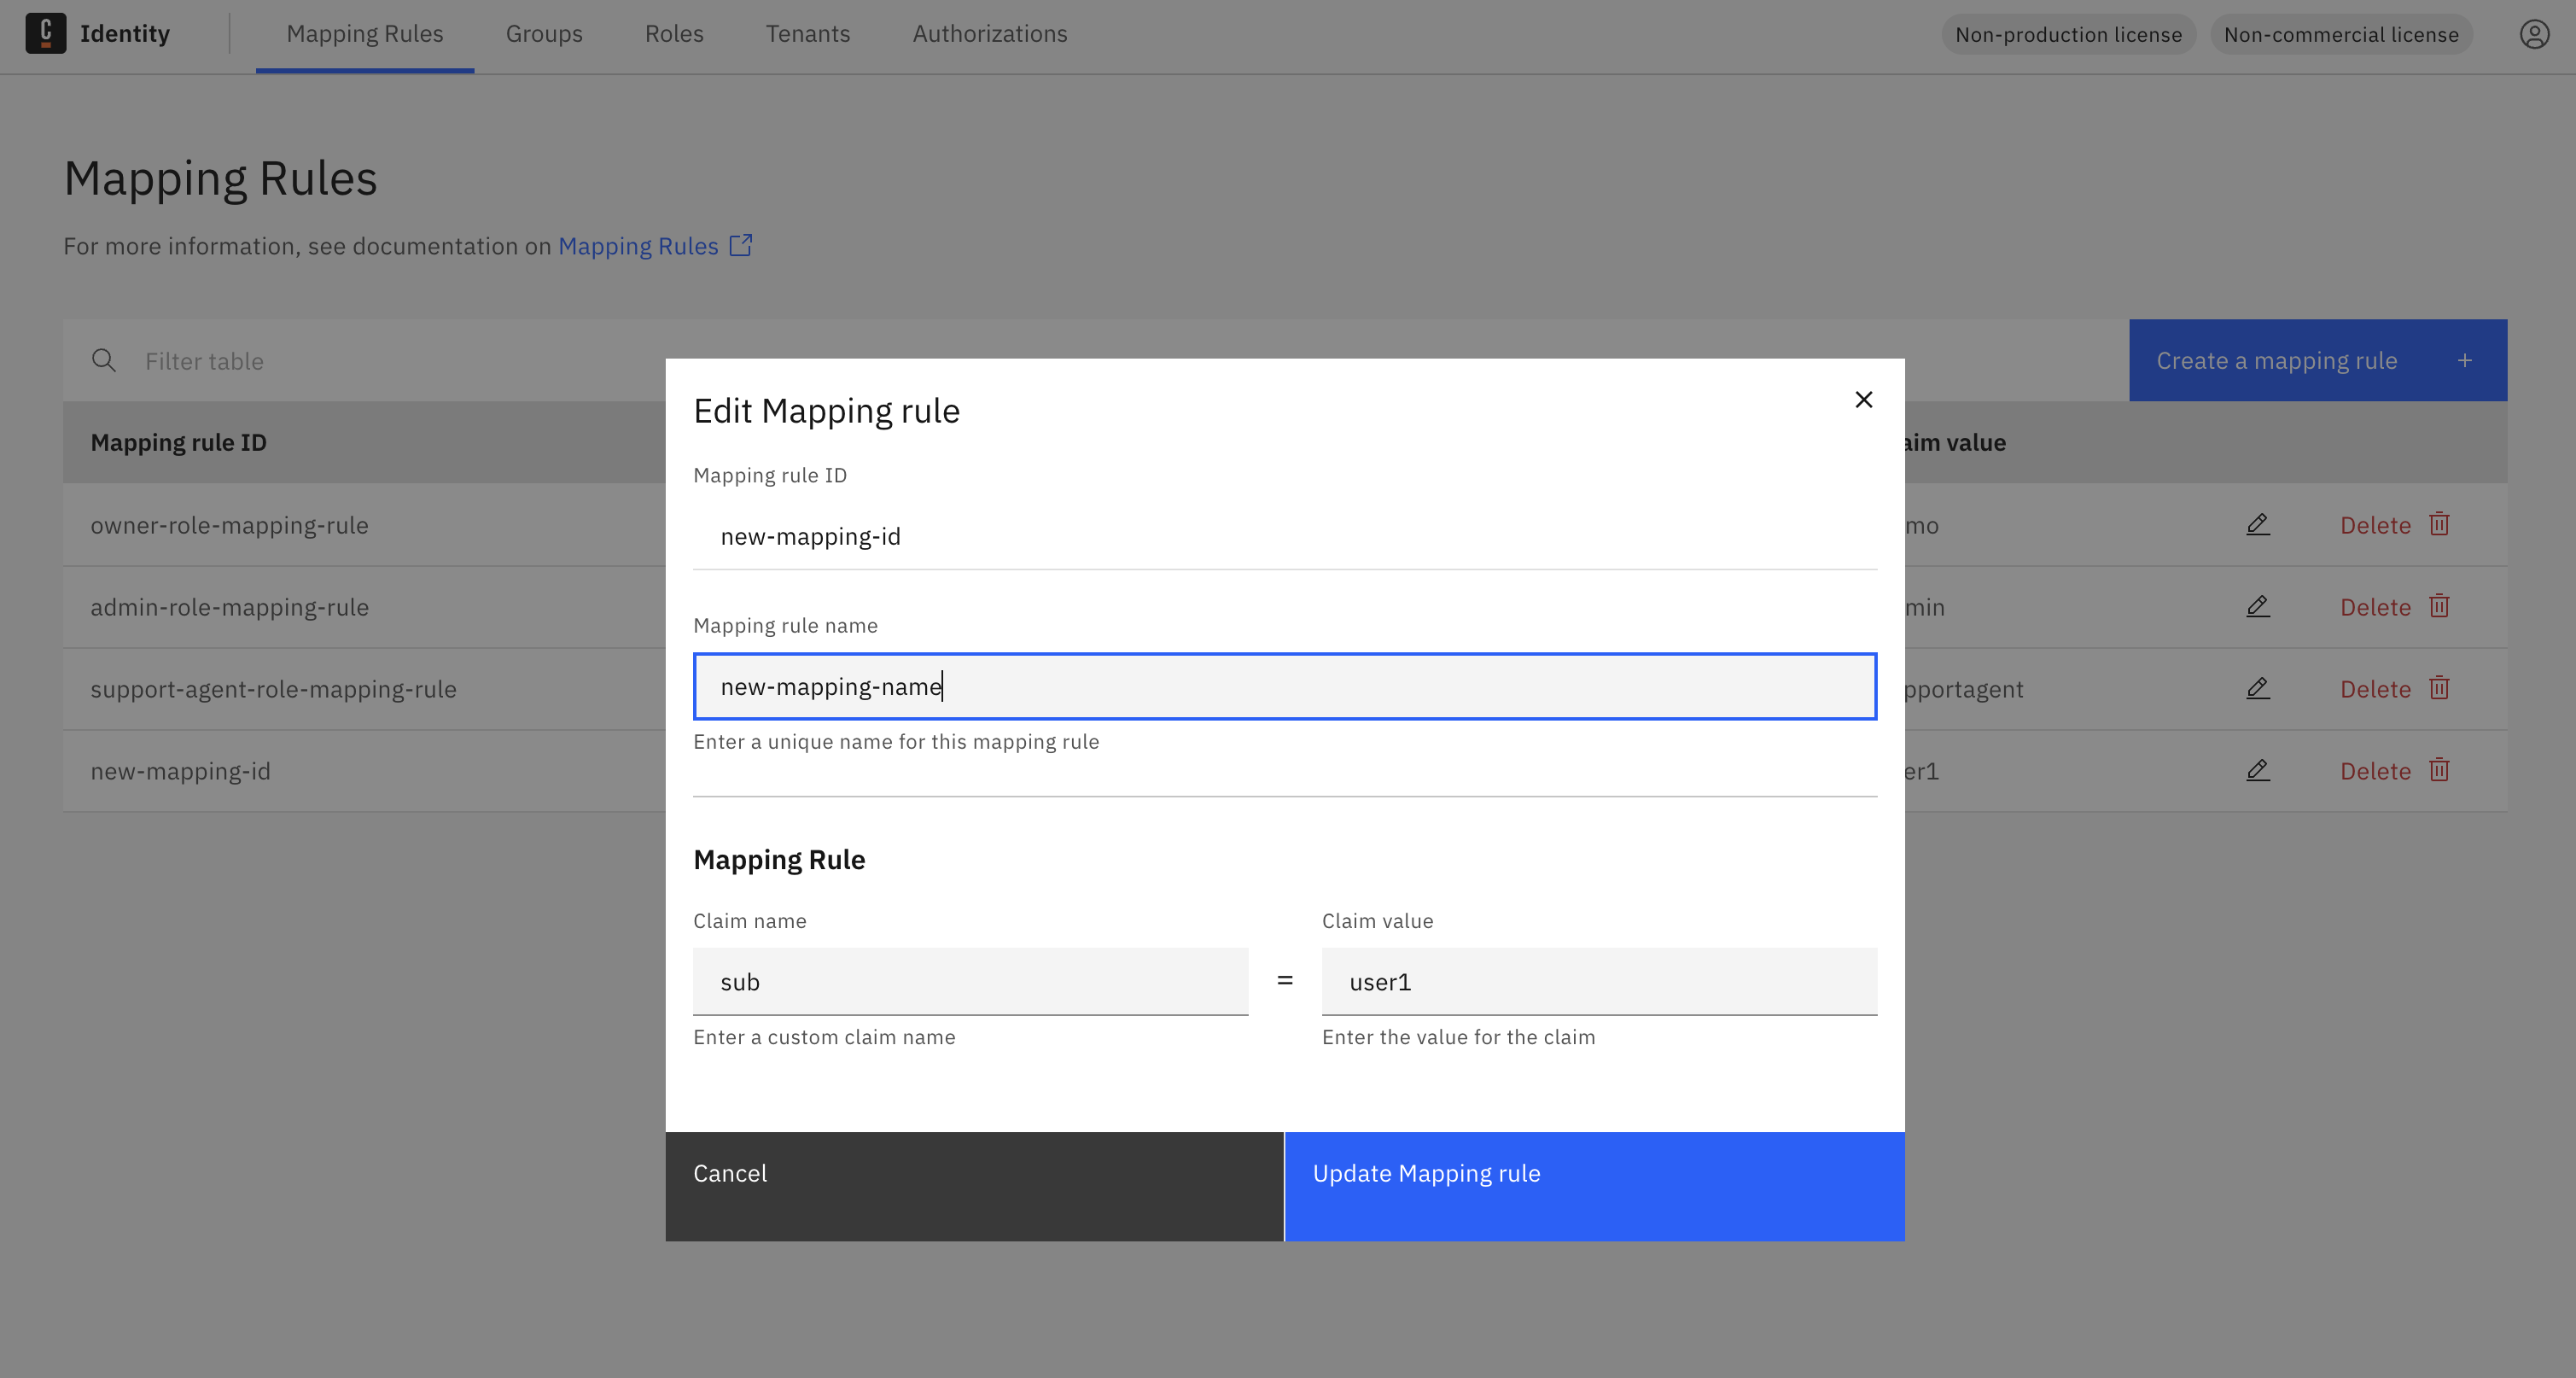 Identity
Mapping Rules
Groups
Roles
Tenants
Authorizations
Non-production license
Non-commercial license
Mapping Rules
For more information, see documentation on Mapping Rules
Filter table
Create a mapping rule +
Mapping rule ID
aim value
owner-role-mapping-rule
mo
Delete
admin-role-mapping-rule
min
Delete
support-agent-role-mapping-rule
pportagent
Delete
new-mapping-id
er1
Delete
Edit Mapping rule
Mapping rule ID
new-mapping-id
Mapping rule name
new-mapping-name
Enter a unique name for this mapping rule
Mapping Rule
Claim name
Claim value
sub = user1
Enter a custom claim name
Enter the value for the claim
Cancel
Update Mapping rule